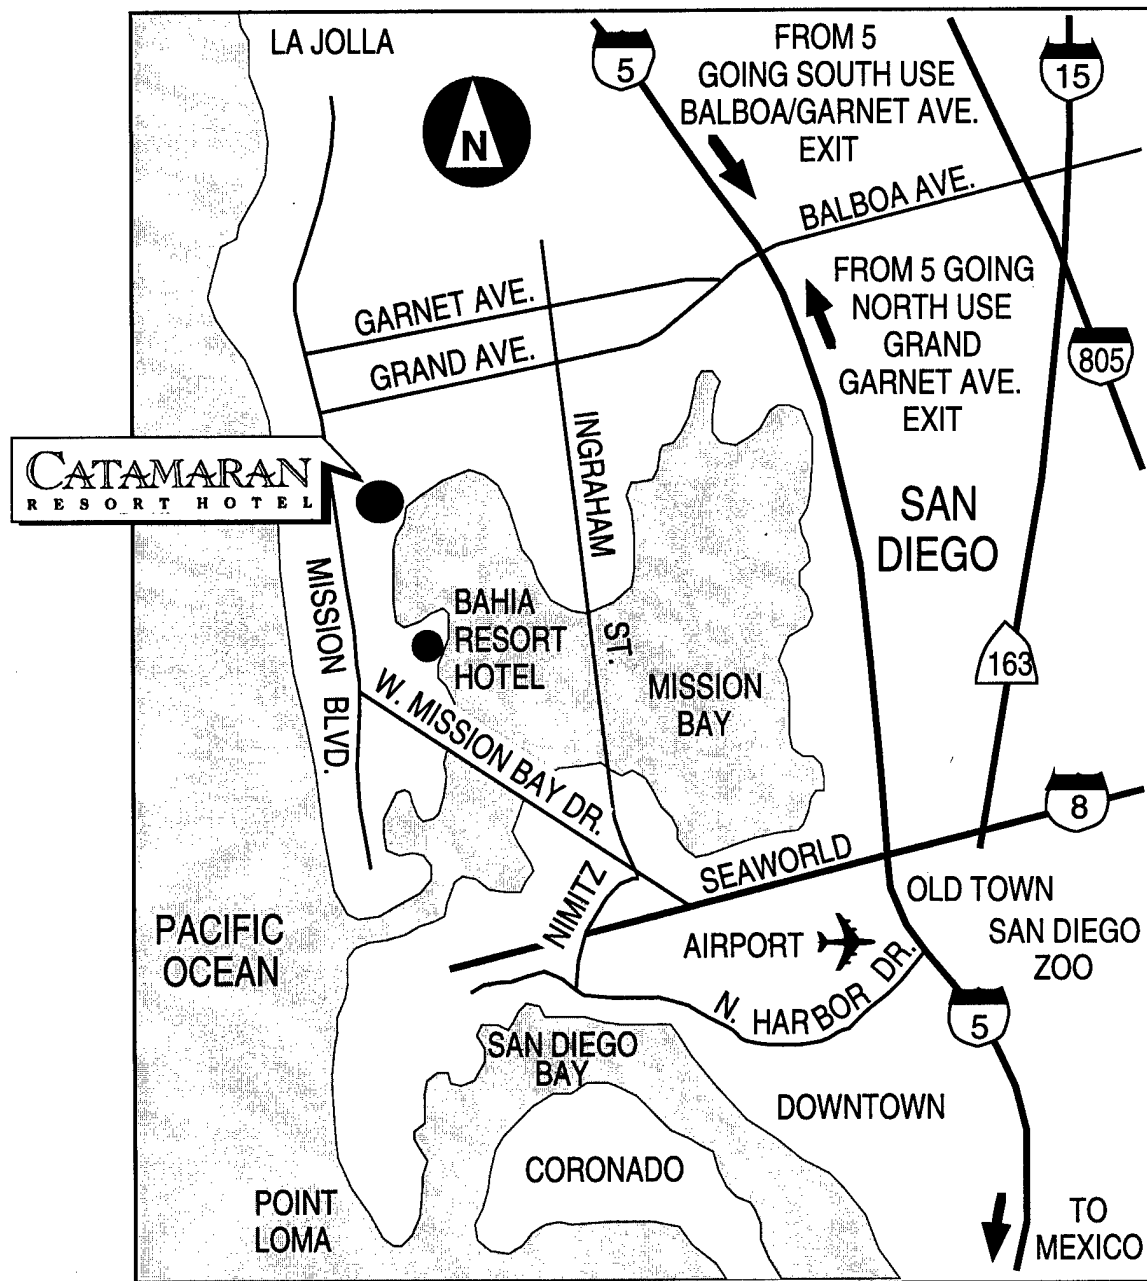 LA JOLLA
N
5
FROM 5
GOING SOUTH USE
BALBOA/GARNET AVE.
EXIT
15
BALBOA AVE.
GARNET AVE.
GRAND AVE.
FROM 5 GOING
NORTH USE
GRAND
GARNET AVE.
EXIT
805
CATAMARAN
RESORT HOTEL
INGRAHAM
ST.
SAN
DIEGO
MISSION BLVD.
BAHIA
RESORT
HOTEL
163
MISSION
BAY
W. MISSION BAY DR.
8
SEAWORLD
NIMITZ
OLD TOWN
PACIFIC
OCEAN
AIRPORT
SAN DIEGO
ZOO
N. HARBOR DR.
5
SAN DIEGO
BAY
DOWNTOWN
CORONADO
POINT
LOMA
TO
MEXICO